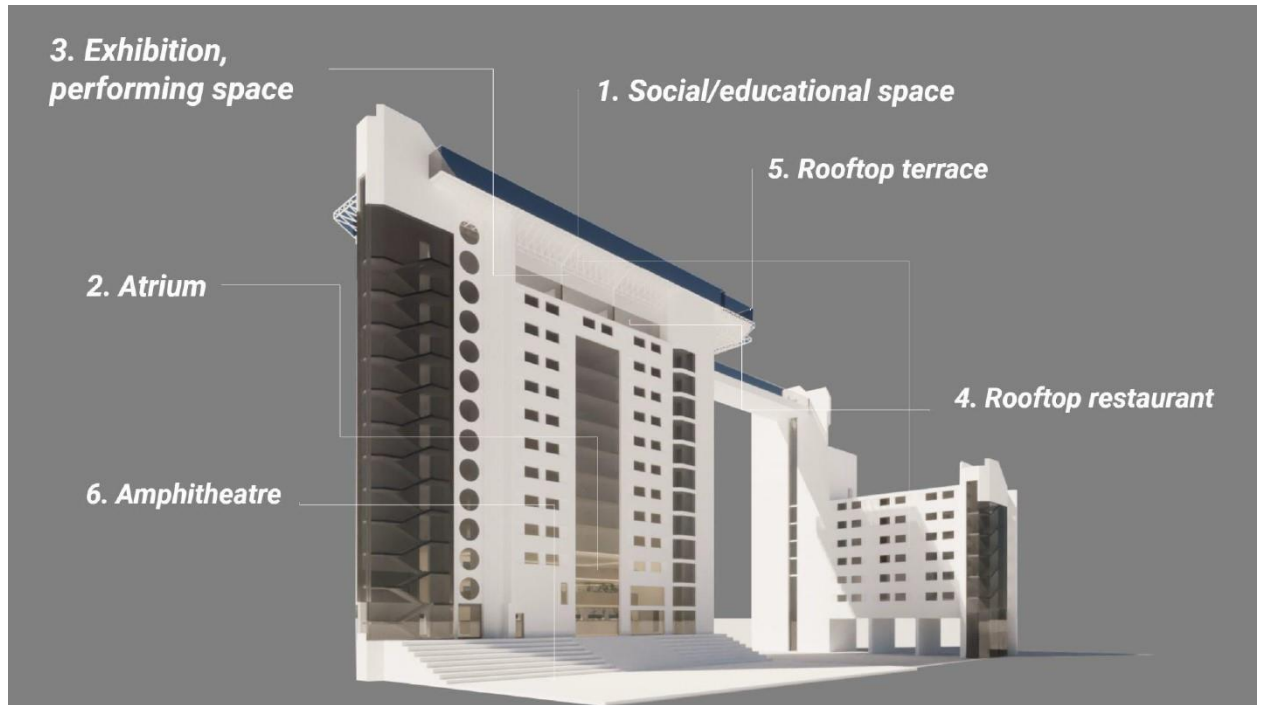 3. Exhibition,
performing space
1. Social/educational space
5. Rooftop terrace
2. Atrium
4. Rooftop restaurant
6. Amphitheatre